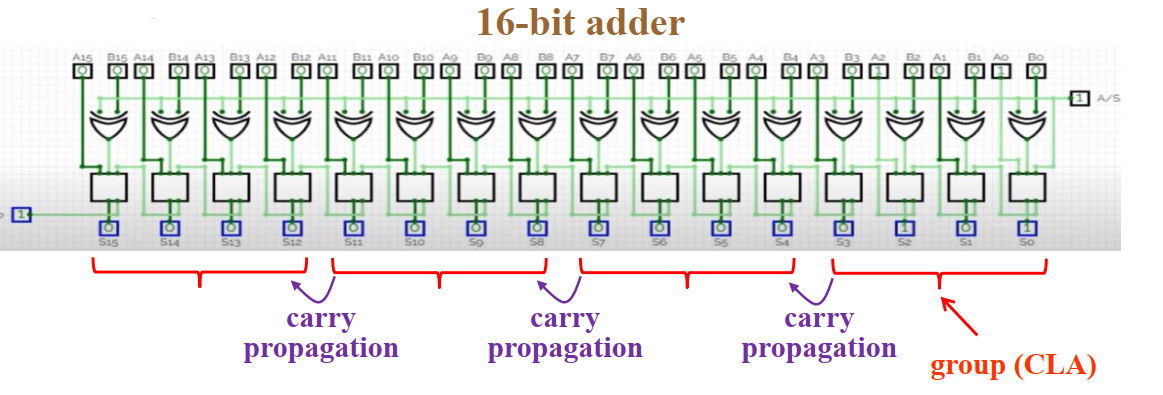 16-bit adder
A15 B15 A14 B14 A13 B13 A12 B12 A11 B11 A10 B10 A9 B9 A8 B8 A7 B7 A6 B6 A5 B5 A4 B4 A3 B3 A2 B2 A1 B1 A0 B0
0 0 0 0 0 0 0 0 0 0 0 0 0 0 0 0 0 0 0 0 0 0 0 0 0 0 1 0 0 0 1 0
1 A/S
1
0 0 0 0 0 0 0 0 0 0 0 0 0 1 0 1
S15 S14 S13 S12 S11 S10 S9 S8 S7 S6 S5 S4 S3 S2 S1 S0
carry propagation
carry propagation
carry propagation
group (CLA)